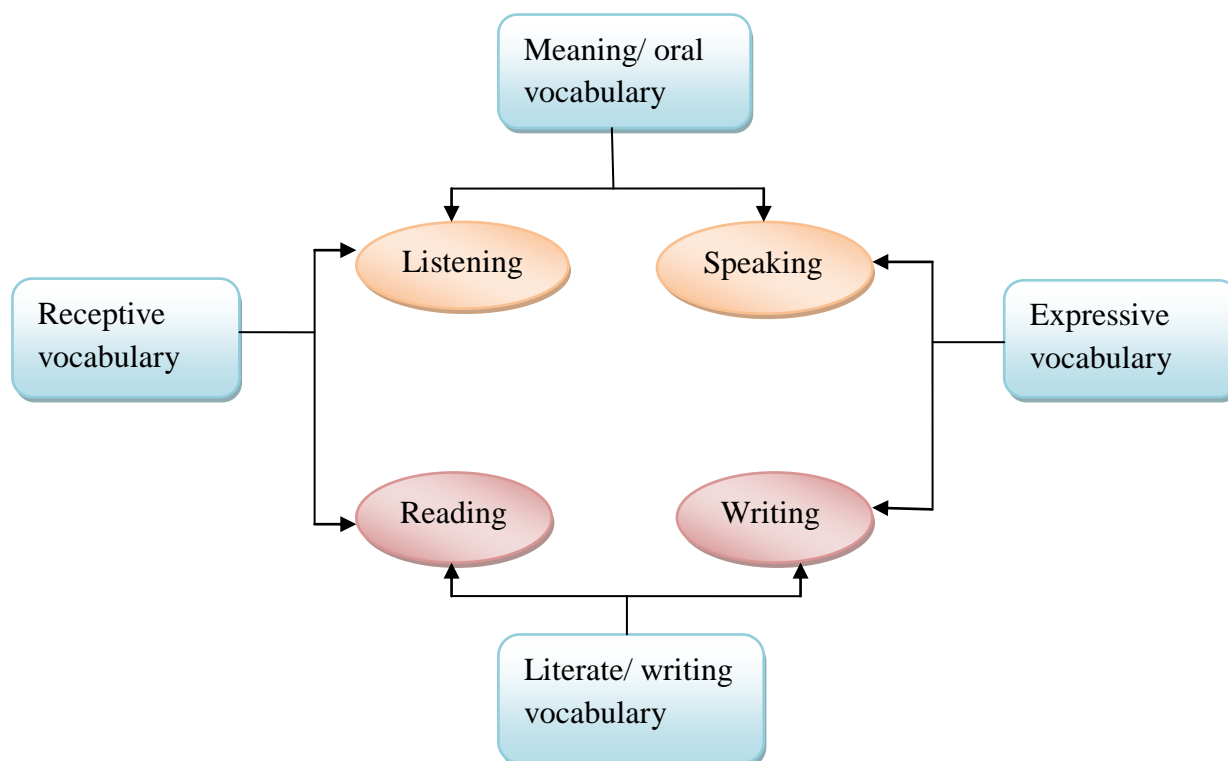 Meaning/ oral
vocabulary
Listening
Speaking
Receptive
vocabulary
Expressive
vocabulary
Reading
Writing
Literate/ writing
vocabulary